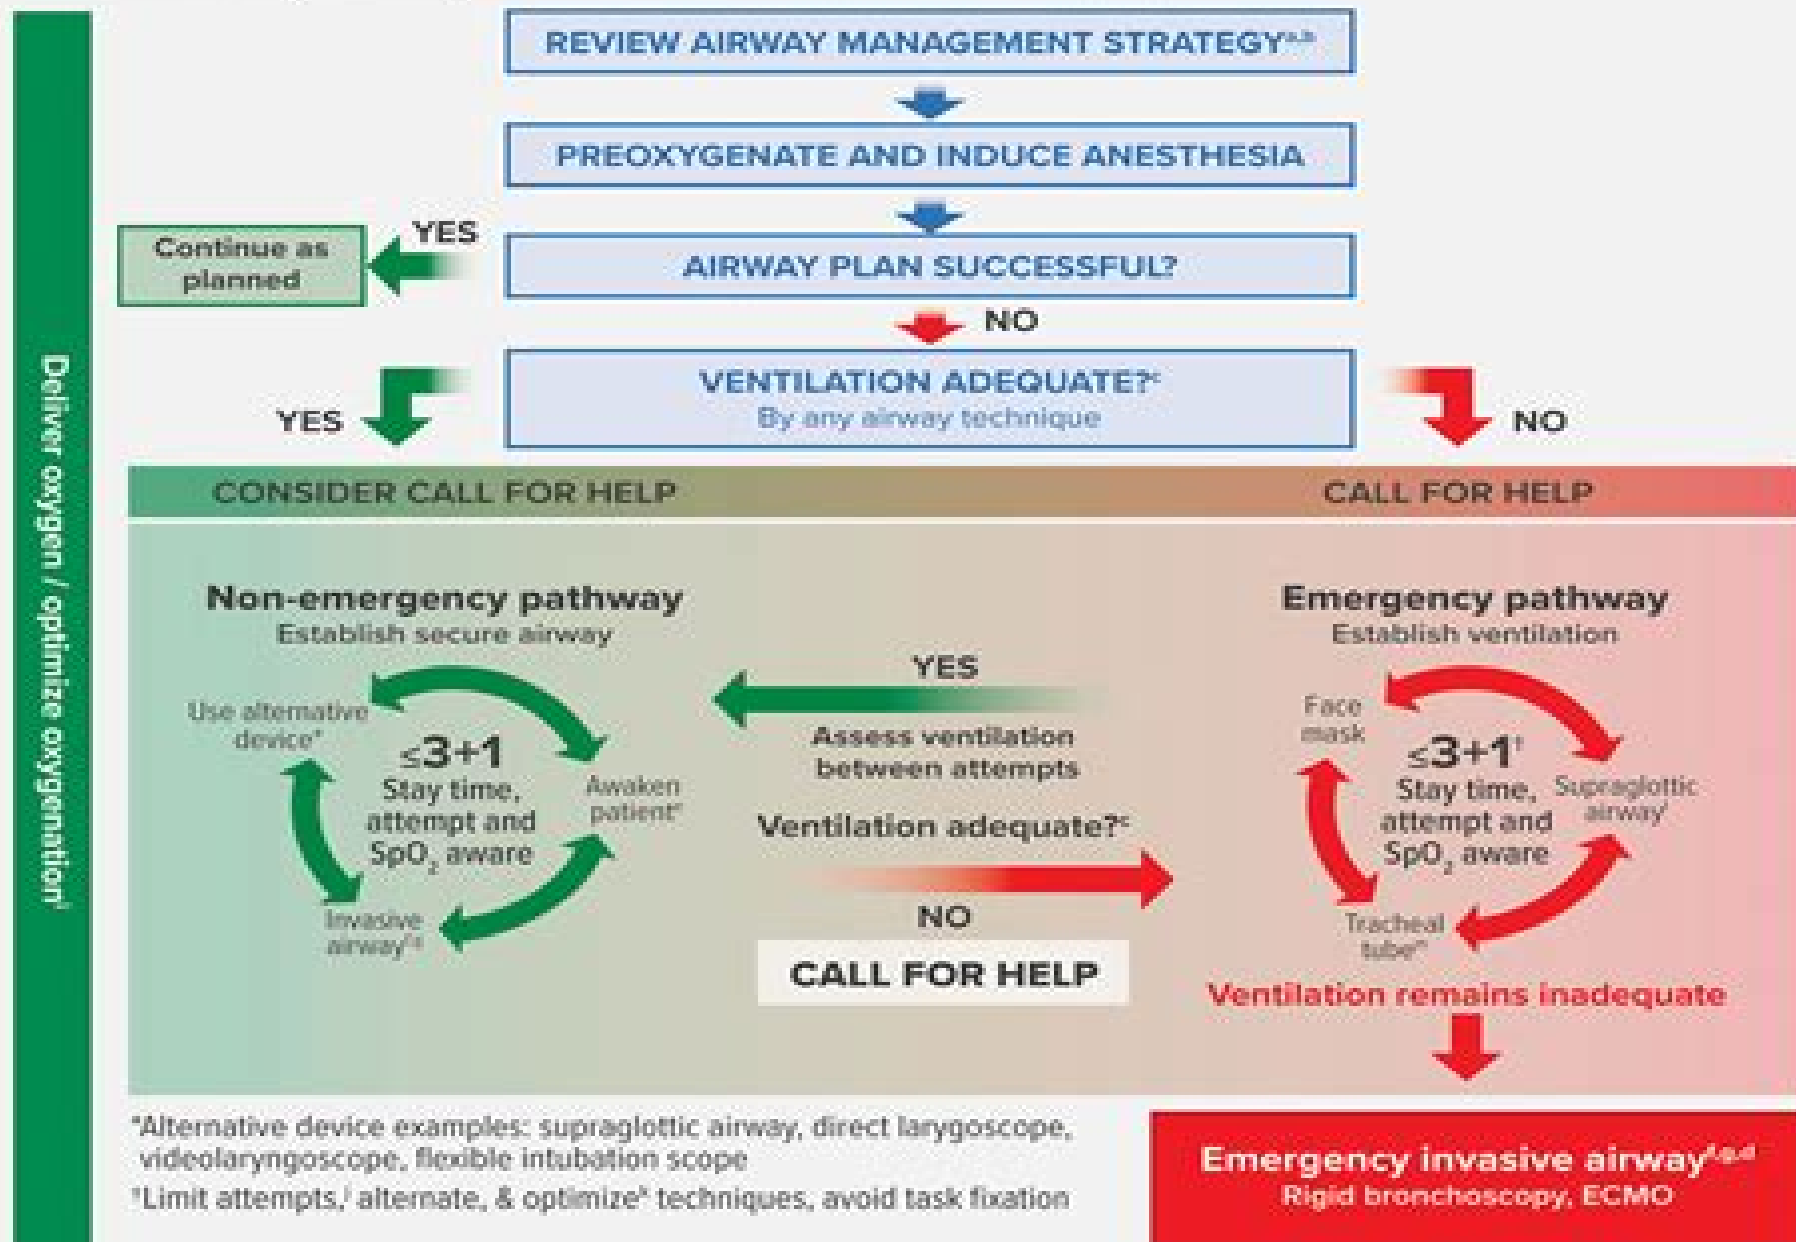 REVIEW AIRWAY MANAGEMENT STRATEGYa,b
PREOXYGENATE AND INDUCE ANESTHESIA
YES
Continue as
planned
AIRWAY PLAN SUCCESSFUL?
NO
VENTILATION ADEQUATE?c
By any airway technique
YES
NO
CONSIDER CALL FOR HELP
CALL FOR HELP
Deliver oxygen / optimize oxygenation
Non-emergency pathway
Establish secure airway
Use alternative
device*
≤3+1
Stay time,
attempt and
SpO2 aware
Awaken
patiente
Invasive
airway
YES
Assess ventilation
between attempts
Ventilation adequate?c
NO
CALL FOR HELP
Emergency pathway
Establish ventilation
Face
mask
≤3+1†
Stay time,
attempt and
SpO2 aware
Supraglottic
airway
Tracheal
tube
Ventilation remains inadequate
*Alternative device examples: supraglottic airway, direct larygoscope,
videolaryngoscope, flexible intubation scope
†Limit attempts,j alternate, & optimizek techniques, avoid task fixation
Emergency invasive airway
Rigid bronchoscopy, ECMO